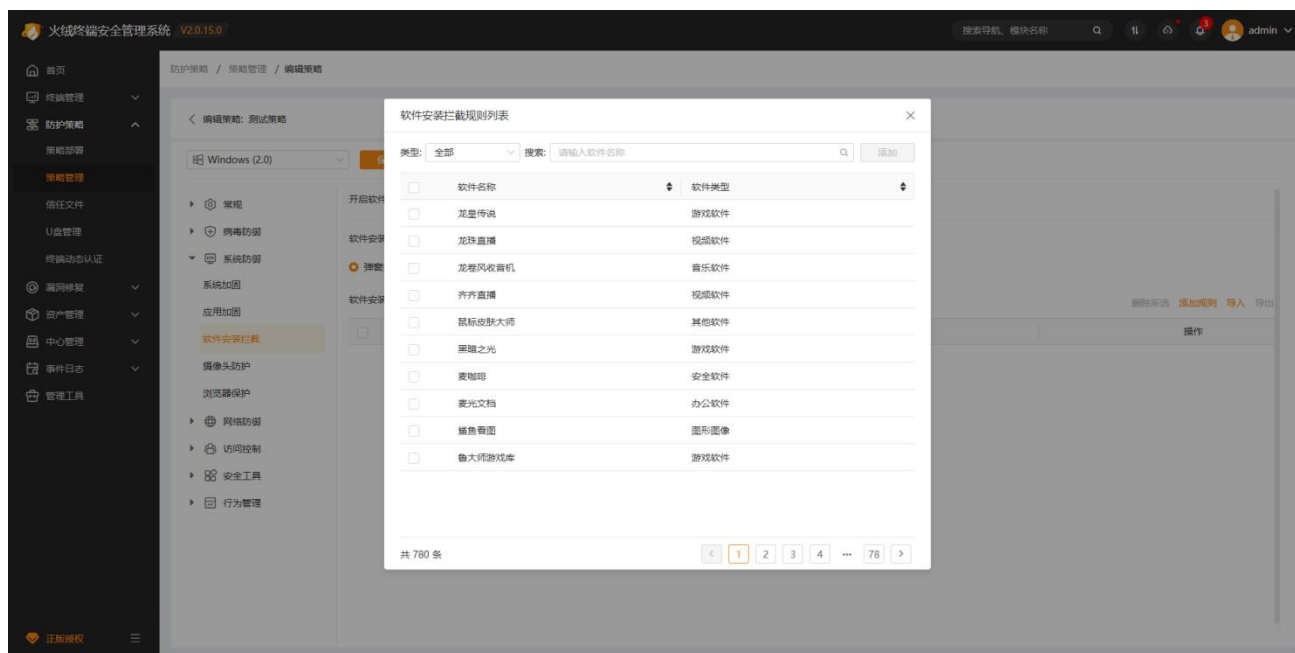 火绒终端安全管理系统 V2.0.15.0
搜索导航、模块名称
3
admin
首页
终端管理
防护策略
策略部署
策略管理
信任文件
U盘管理
终端动态认证
漏洞修复
资产管理
中心管理
事件日志
管理工具
正版授权
防护策略 / 策略管理 / 编辑策略
编辑策略: 测试策略
Windows (2.0)
常规
病毒防御
系统防御
系统加固
应用加固
软件安装拦截
摄像头防护
浏览器保护
网络防御
访问控制
安全工具
行为管理
开启软件
软件安装
弹窗
软件安装
删除所选 添加规则 导入 导出
操作
软件安装拦截规则列表
类型: 全部 搜索: 请输入软件名称 添加
软件名称 软件类型
龙皇传说 游戏软件
龙珠直播 视频软件
龙卷风收音机 音乐软件
齐齐直播 视频软件
鼠标皮肤大师 其他软件
黑暗之光 游戏软件
麦咖啡 安全软件
麦光文档 办公软件
鲨鱼看图 图形图像
鲁大师游戏库 游戏软件
共 780 条
1 2 3 4 ••• 78